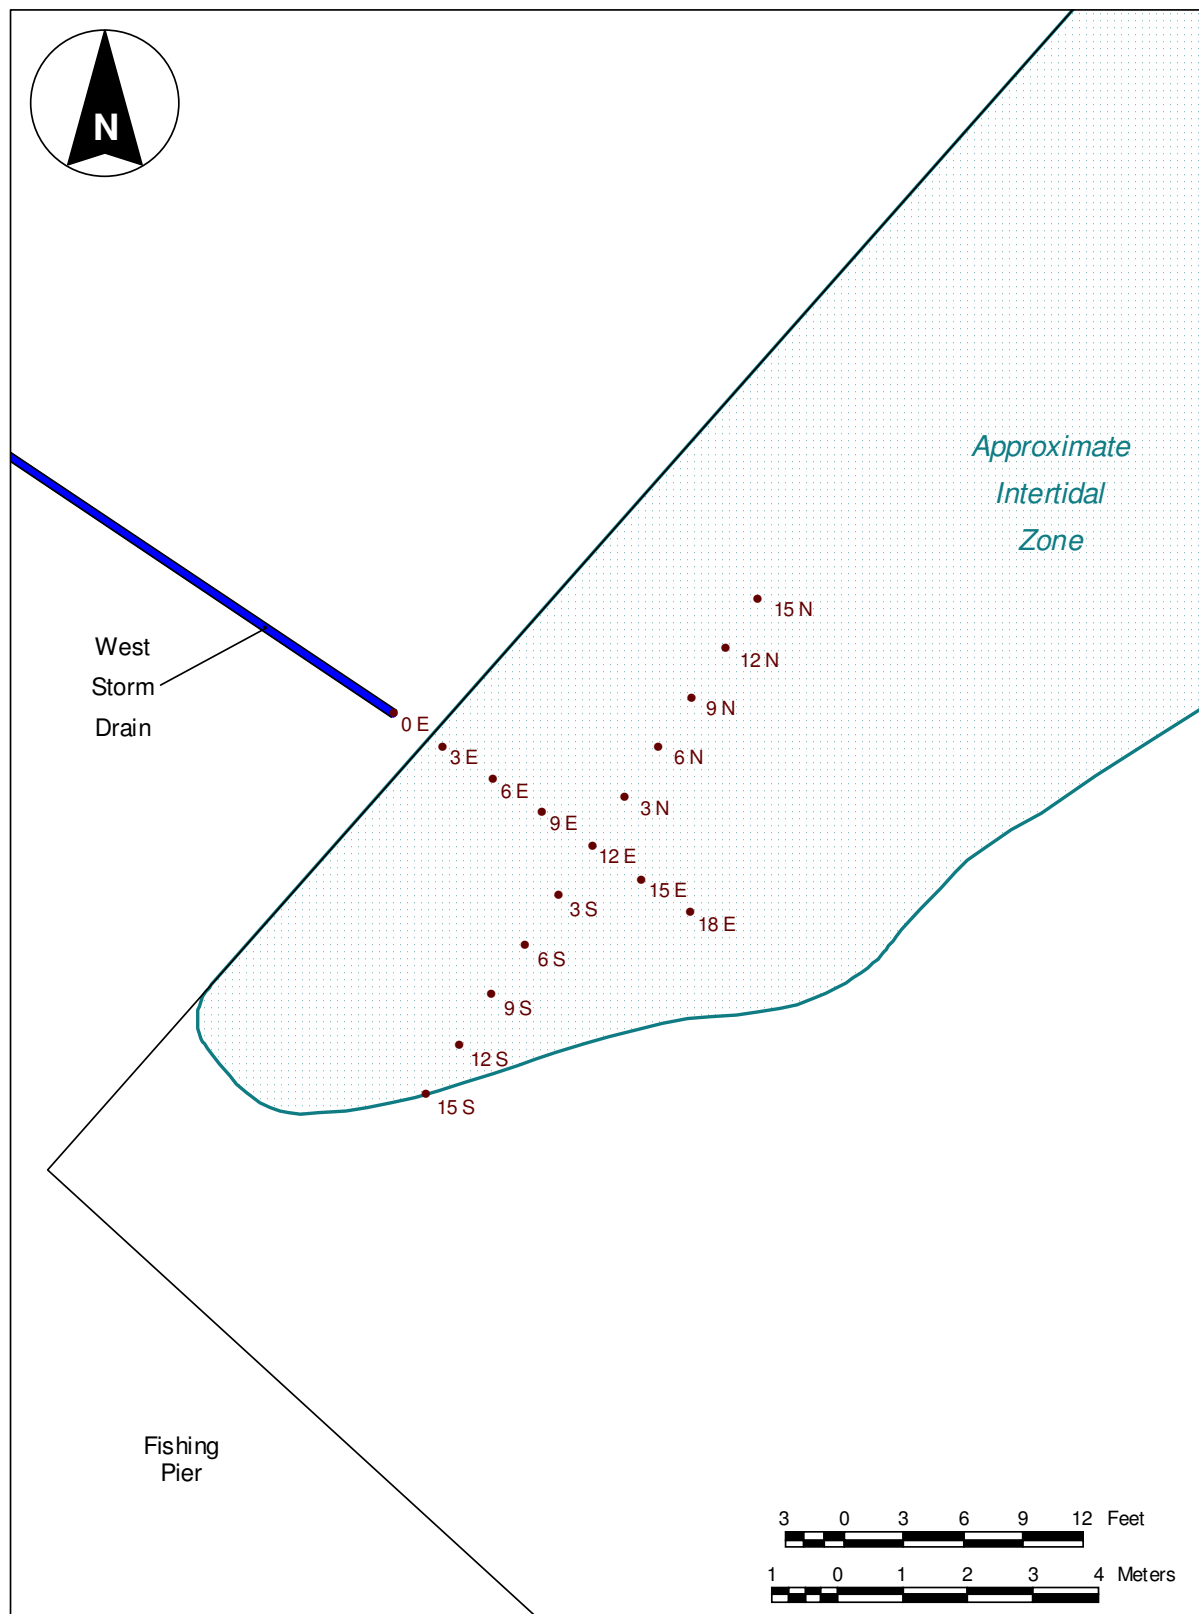 N
Approximate
Intertidal
Zone
15 N
12 N
9 N
6 N
3 N
West
Storm
Drain
0 E
3 E
6 E
9 E
12 E
15 E
18 E
3 S
6 S
9 S
12 S
15 S
Fishing
Pier
3 0 3 6 9 12 Feet
1 0 1 2 3 4 Meters